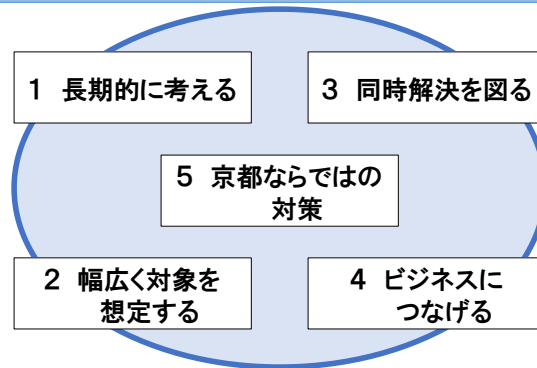 1 長期的に考える
3 同時解決を図る
5 京都ならではの
対策
2 幅広く対象を
想定する
4 ビジネスに
つなげる